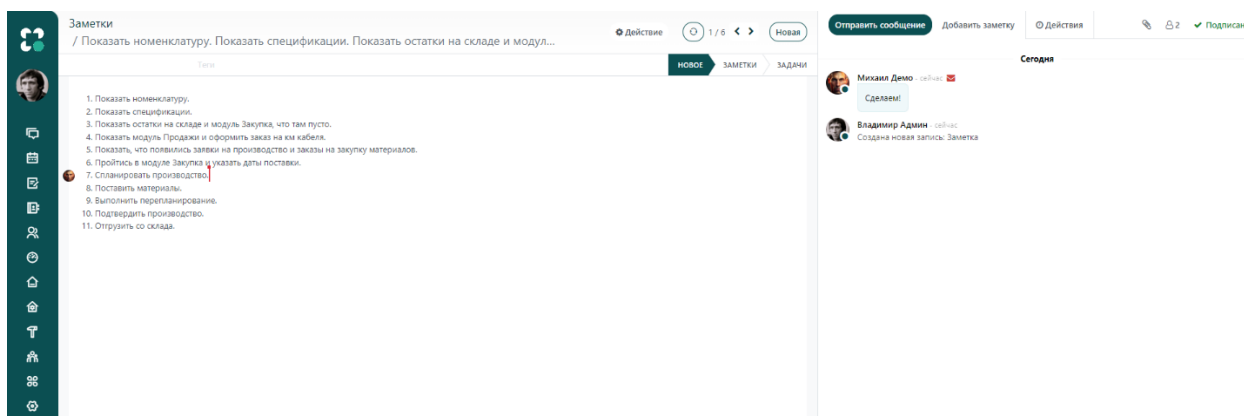 Заметки
/ Показать номенклатуру. Показать спецификации. Показать остатки на складе и модул...
Действие
1 / 6
Новая
Теги
НОВОЕ
ЗАМЕТКИ
ЗАДАЧИ
1. Показать номенклатуру.
2. Показать спецификации.
3. Показать остатки на складе и модуль Закупка, что там пусто.
4. Показать модуль Продажи и оформить заказ на км кабеля.
5. Показать, что появились заявки на производство и заказы на закупку материалов.
6. Пройтись в модуле Закупка и указать даты поставки.
7. Спланировать производство.
8. Поставить материалы.
9. Выполнить перепланирование.
10. Подтвердить производство.
11. Отгрузить со склада.
Отправить сообщение
Добавить заметку
Действия
2
Подписан
Сегодня
Михаил Демо - сейчас
Сделаем!
Владимир Админ - сейчас
Создана новая запись: Заметка